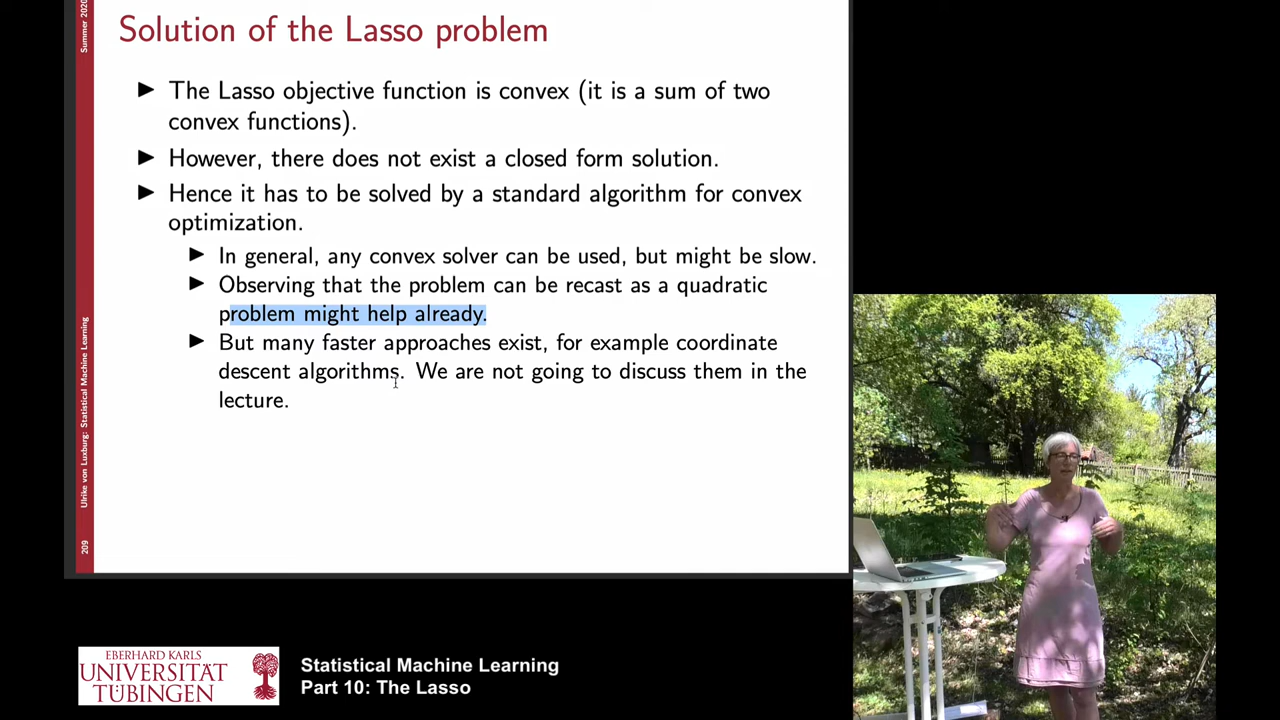 Solution of the Lasso problem
► The Lasso objective function is convex (it is a sum of two
convex functions).
► However, there does not exist a closed form solution.
► Hence it has to be solved by a standard algorithm for convex
optimization.
► In general, any convex solver can be used, but might be slow.
► Observing that the problem can be recast as a quadratic
problem might help already.
► But many faster approaches exist, for example coordinate
descent algorithms. We are not going to discuss them in the
lecture.
Summer 2020
Ulrike von Luxburg: Statistical Machine Learning
209
EBERHARD KARLS
UNIVERSITÄT
TÜBINGEN
Statistical Machine Learning
Part 10: The Lasso